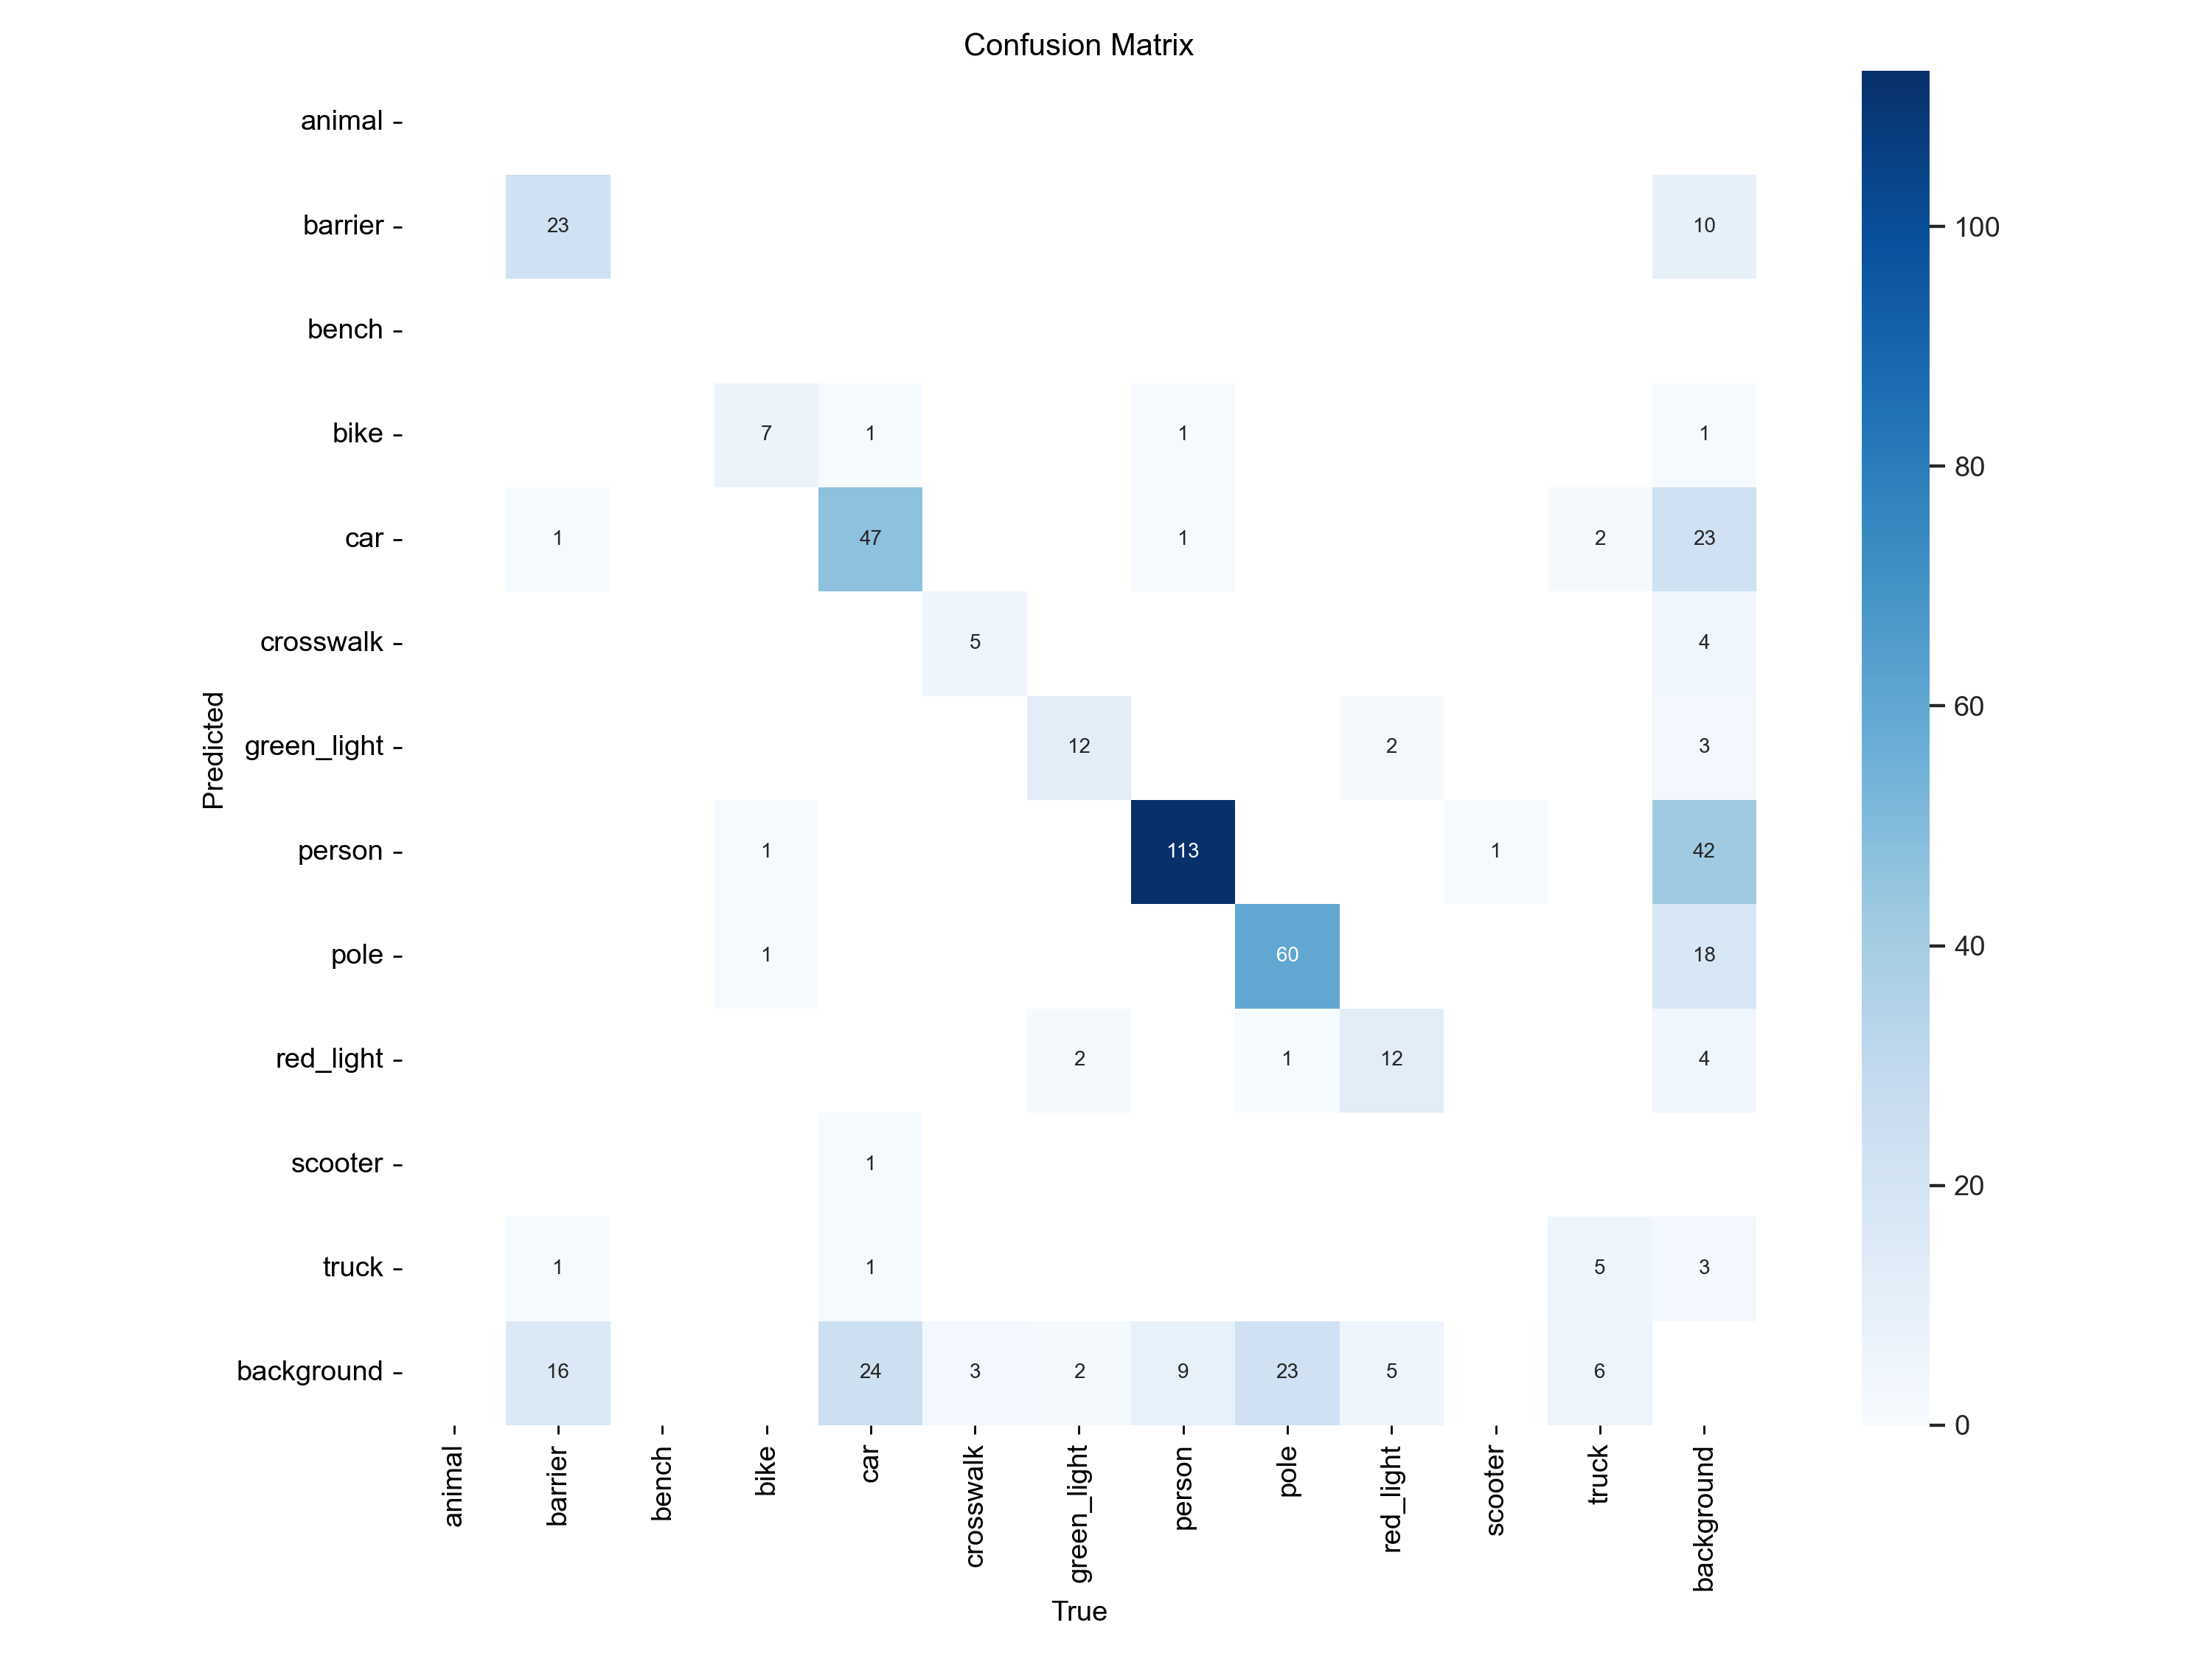 Confusion Matrix
animal
barrier 23 10 100
bench
bike 7 1 1 1
80
car 1 47 1 2 23
crosswalk 5 4
60
green_light 12 2 3
Predicted
person 1 113 1 42
pole 1 60 18
40
red_light 2 1 12 4
scooter 1
20
truck 1 1 5 3
background 16 24 3 2 9 23 5 6
0
animal barrier bench bike car crosswalk green_light person pole red_light scooter truck background
True